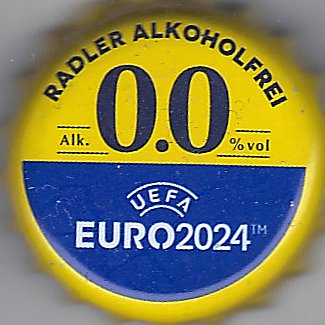 RADLER ALKOHOLFREI
Alk. 0.0 % vol
UEFA
EURO2024™